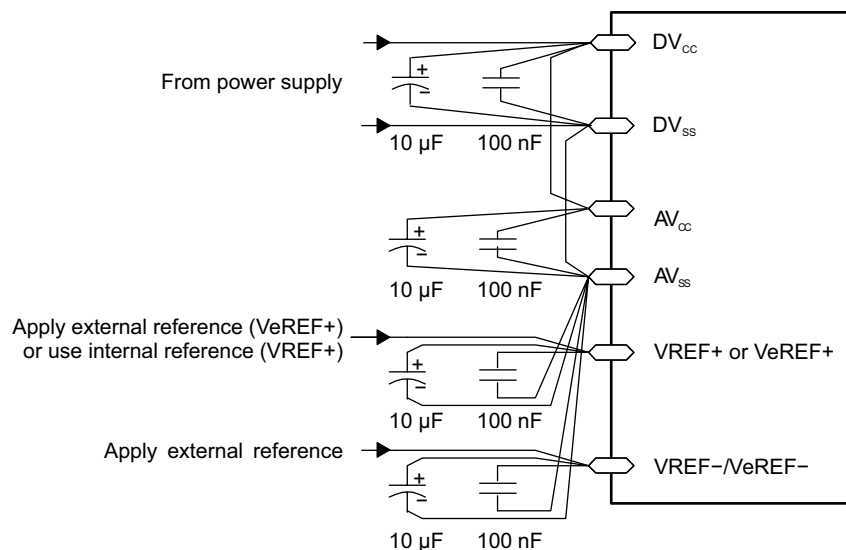 DVcc
+
From power supply
−
DVss
10 µF 100 nF
AVcc
+
−
AVss
10 µF 100 nF
Apply external reference (VeREF+)
or use internal reference (VREF+)
VREF+ or VeREF+
+
−
10 µF 100 nF
Apply external reference
VREF−/VeREF−
+
−
10 µF 100 nF